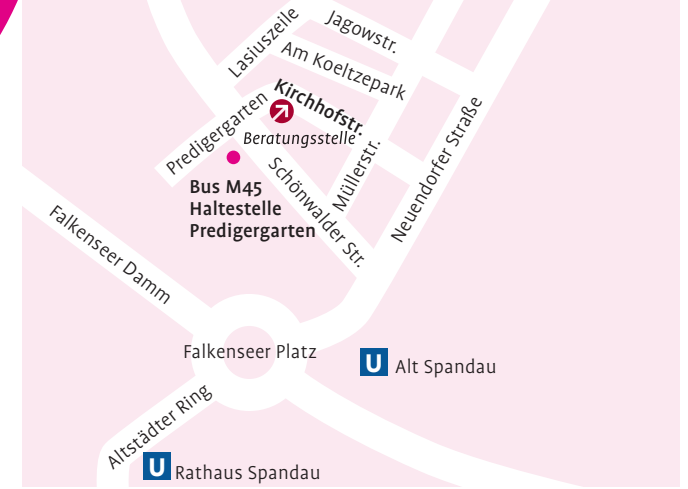 Lasiuszeile
Jagowstr.
Am Koeltzepark
Kirchhofstr.
Predigergarten
Beratungsstelle
Müllerstr.
Neuendorfer Straße
Schönwalder Str.
Bus M45
Haltestelle
Predigergarten
Falkenseer Damm
Falkenseer Platz
U Alt Spandau
Altstädter Ring
U Rathaus Spandau